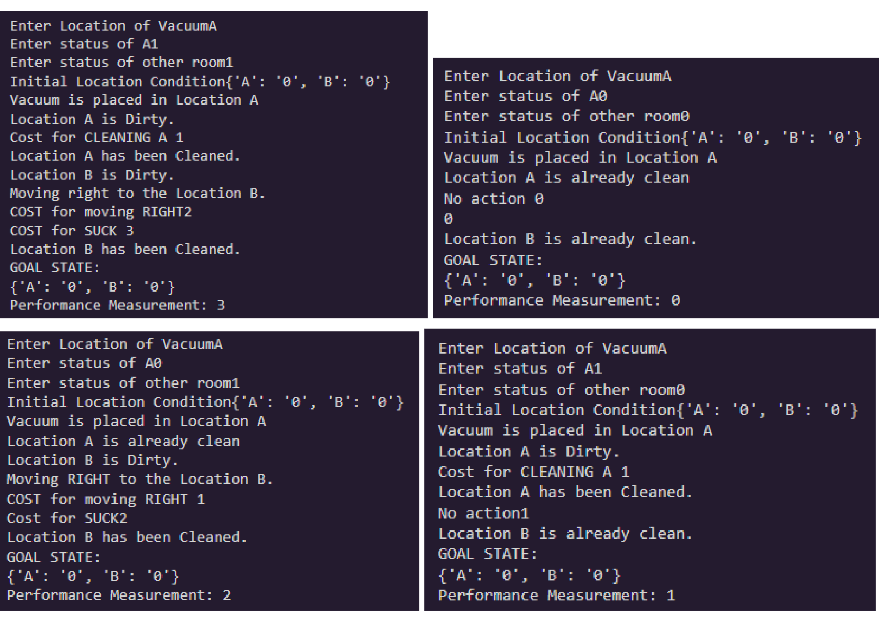 Enter Location of VacuumA
Enter status of A1
Enter status of other room1
Initial Location Condition{'A': '0', 'B': '0'}
Vacuum is placed in Location A
Location A is Dirty.
Cost for CLEANING A 1
Location A has been Cleaned.
Location B is Dirty.
Moving right to the Location B.
COST for moving RIGHT2
COST for SUCK 3
Location B has been Cleaned.
GOAL STATE:
{'A': '0', 'B': '0'}
Performance Measurement: 3
Enter Location of VacuumA
Enter status of A0
Enter status of other room0
Initial Location Condition{'A': '0', 'B': '0'}
Vacuum is placed in Location A
Location A is already clean
No action 0
0
Location B is already clean.
GOAL STATE:
{'A': '0', 'B': '0'}
Performance Measurement: 0
Enter Location of VacuumA
Enter status of A0
Enter status of other room1
Initial Location Condition{'A': '0', 'B': '0'}
Vacuum is placed in Location A
Location A is already clean
Location B is Dirty.
Moving RIGHT to the Location B.
COST for moving RIGHT 1
Cost for SUCK2
Location B has been Cleaned.
GOAL STATE:
{'A': '0', 'B': '0'}
Performance Measurement: 2
Enter Location of VacuumA
Enter status of A1
Enter status of other room0
Initial Location Condition{'A': '0', 'B': '0'}
Vacuum is placed in Location A
Location A is Dirty.
Cost for CLEANING A 1
Location A has been Cleaned.
No action1
Location B is already clean.
GOAL STATE:
{'A': '0', 'B': '0'}
Performance Measurement: 1